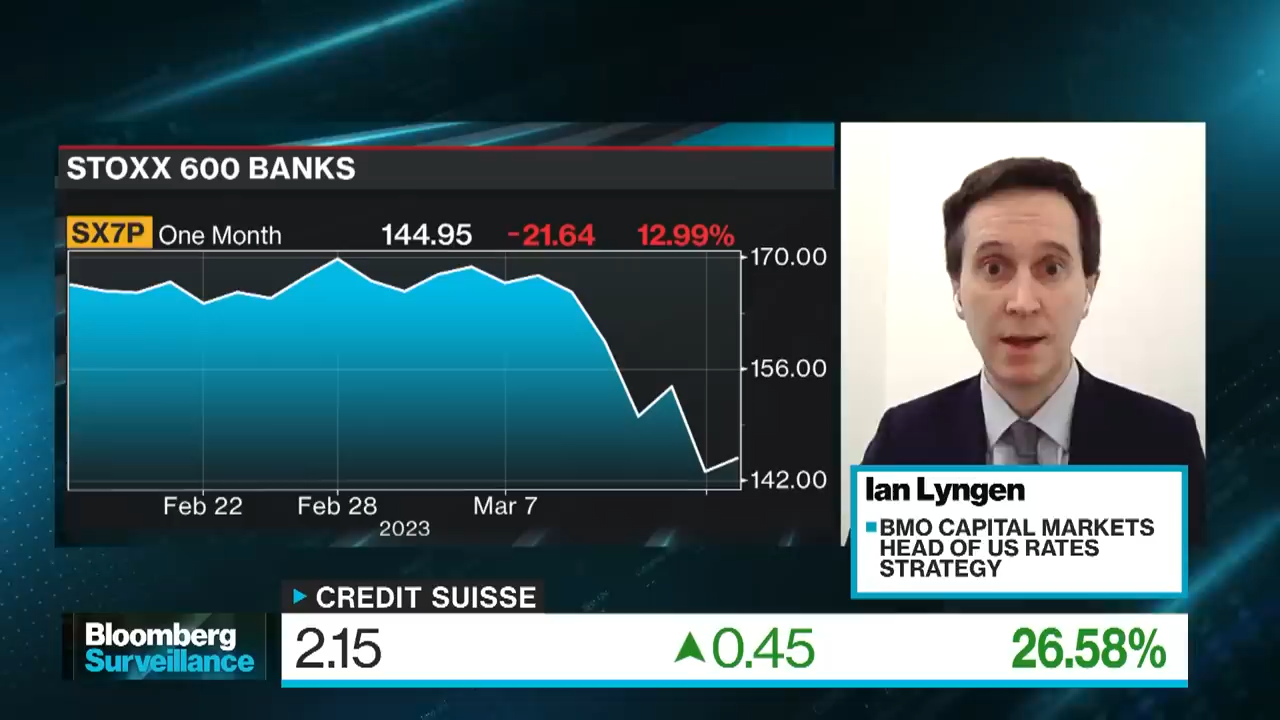 STOXX 600 BANKS
SX7P One Month 144.95 -21.64 12.99%
170.00
156.00
142.00
Feb 22 Feb 28 Mar 7
2023
Ian Lyngen
BMO CAPITAL MARKETS
HEAD OF US RATES
STRATEGY
CREDIT SUISSE
Bloomberg
Surveillance
2.15 ▲0.45 26.58%